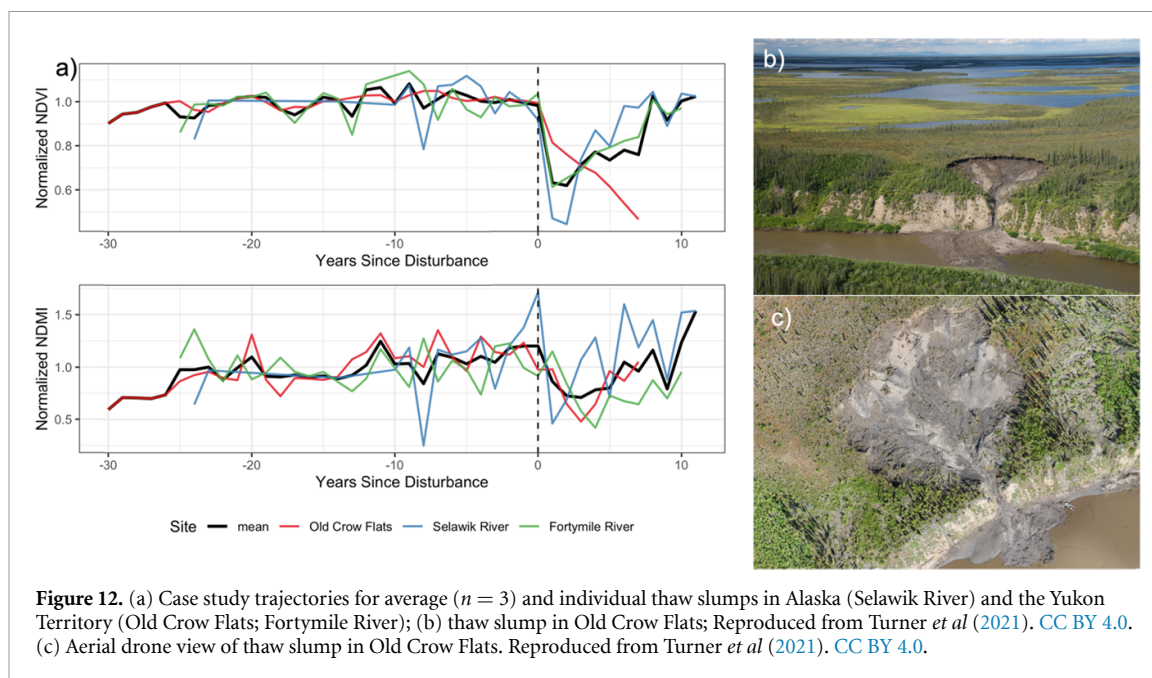 a)
Normalized NDVI
1.0
0.8
0.6
-30 -20 -10 0 10
Years Since Disturbance
Normalized NDMI
1.5
1.0
0.5
-30 -20 -10 0 10
Years Since Disturbance
Site mean Old Crow Flats Selawik River Fortymile River
b)
c)
Figure 12. (a) Case study trajectories for average (n = 3) and individual thaw slumps in Alaska (Selawik River) and the Yukon
Territory (Old Crow Flats; Fortymile River); (b) thaw slump in Old Crow Flats; Reproduced from Turner et al (2021). CC BY 4.0.
(c) Aerial drone view of thaw slump in Old Crow Flats. Reproduced from Turner et al (2021). CC BY 4.0.